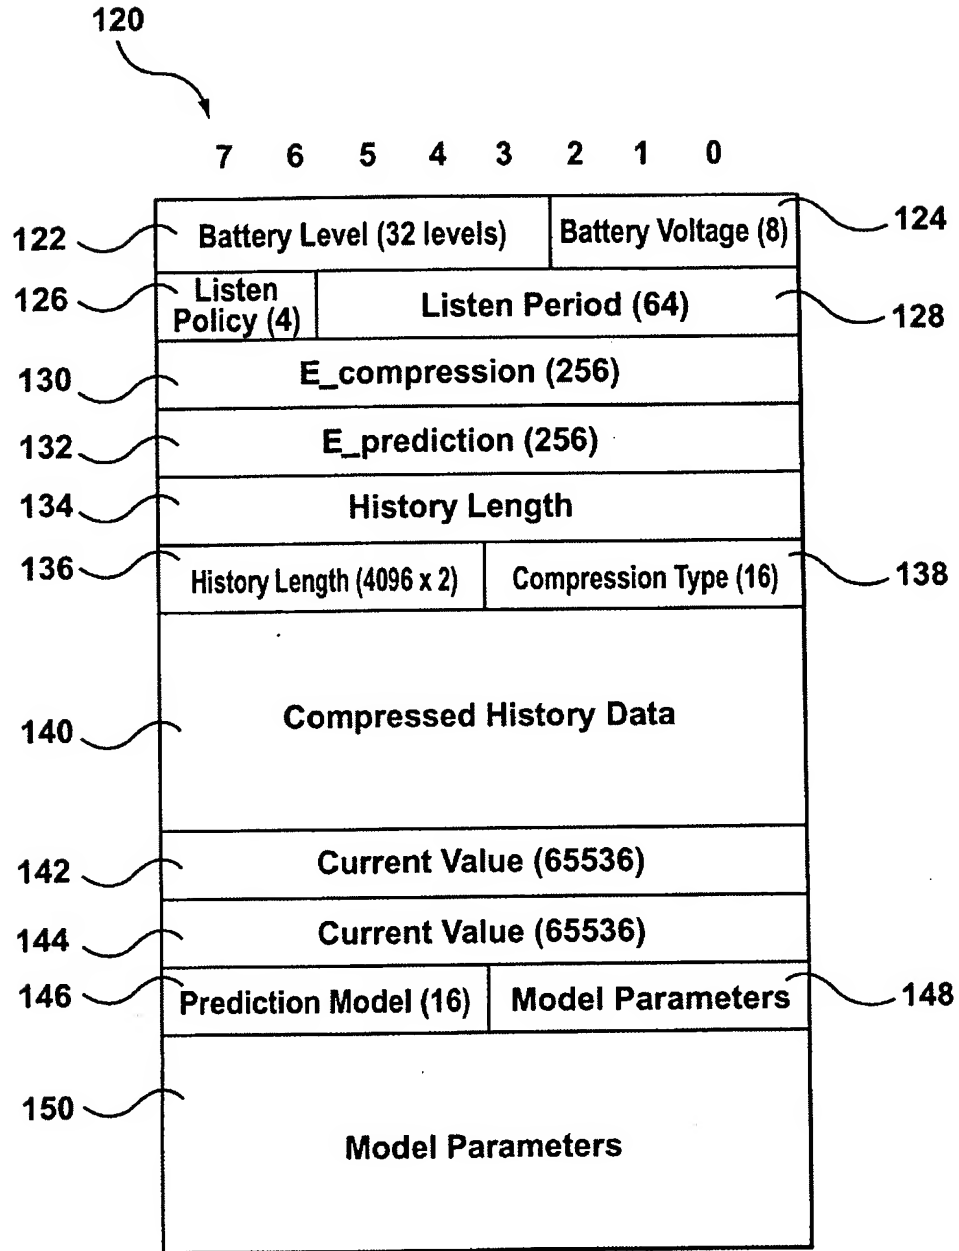 120
7 6 5 4 3 2 1 0
122 Battery Level (32 levels) Battery Voltage (8) 124
126 Listen Policy (4) Listen Period (64) 128
130 E_compression (256)
132 E_prediction (256)
134 History Length
136 History Length (4096 x 2) Compression Type (16) 138
140 Compressed History Data
142 Current Value (65536)
144 Current Value (65536)
146 Prediction Model (16) Model Parameters 148
150 Model Parameters